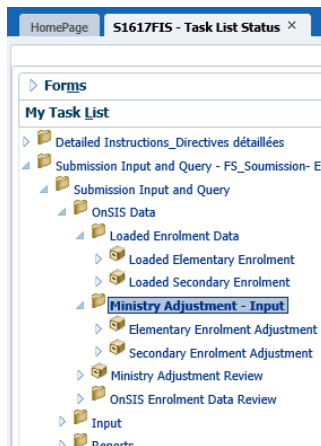 HomePage S1617FIS - Task List Status ×
Forms
My Task List
Detailed Instructions_Directives détaillées
Submission Input and Query - FS_Soumission- E
Submission Input and Query
OnSIS Data
Loaded Enrolment Data
Loaded Elementary Enrolment
Loaded Secondary Enrolment
Ministry Adjustment - Input
Elementary Enrolment Adjustment
Secondary Enrolment Adjustment
Ministry Adjustment Review
OnSIS Enrolment Data Review
Input
Reports